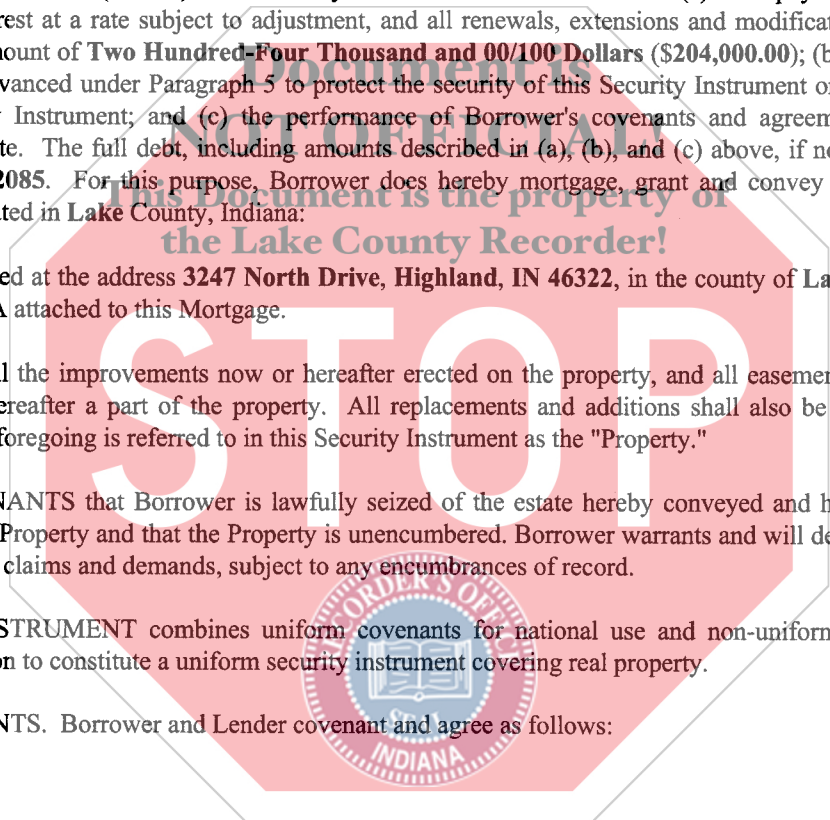 rest at a rate subject to adjustment, and all renewals, extensions and modificat
nount of Two Hundred-Four Thousand and 00/100 Dollars ($204,000.00); (b
Document is
vanced under Paragraph 5 to protect the security of this Security Instrument or
Instrument; and (c) the performance of Borrower's covenants and agreem
NOT OFFICIAL!
te. The full debt, including amounts described in (a), (b), and (c) above, if no
2085. For this purpose, Borrower does hereby mortgage, grant and convey
This Document is the property of
ted in Lake County, Indiana:
the Lake County Recorder!
ed at the address 3247 North Drive, Highland, IN 46322, in the county of La
A attached to this Mortgage.
l the improvements now or hereafter erected on the property, and all easemen
ereafter a part of the property. All replacements and additions shall also be
foregoing is referred to in this Security Instrument as the "Property."
STOP
NANTS that Borrower is lawfully seized of the estate hereby conveyed and h
Property and that the Property is unencumbered. Borrower warrants and will de
claims and demands, subject to any encumbrances of record.
RECORDER'S OFFICE
STRUMENT combines uniform covenants for national use and non-uniform
on to constitute a uniform security instrument covering real property.
SEAL
NTS. Borrower and Lender covenant and agree as follows:
INDIANA